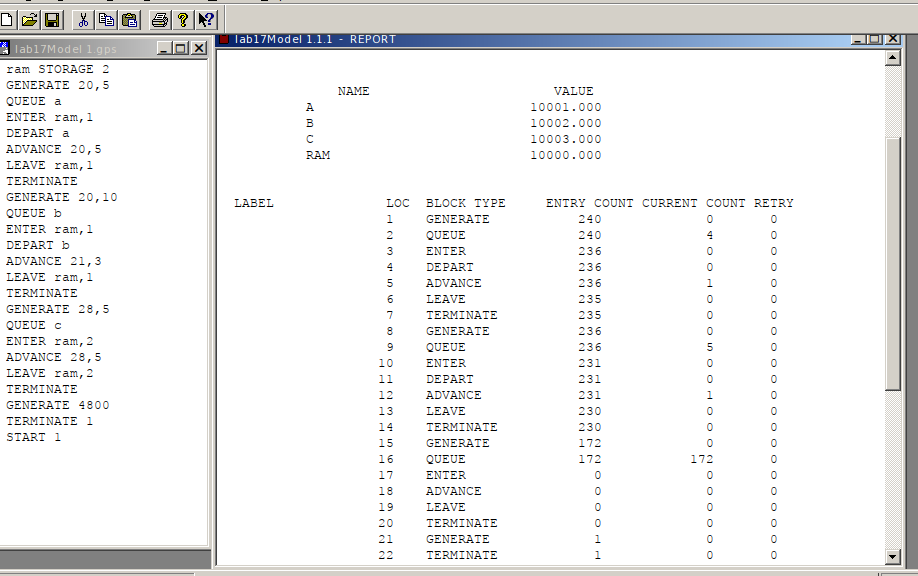 lab17Model 1.gps
ram STORAGE 2
GENERATE 20,5
QUEUE a
ENTER ram,1
DEPART a
ADVANCE 20,5
LEAVE ram,1
TERMINATE
GENERATE 20,10
QUEUE b
ENTER ram,1
DEPART b
ADVANCE 21,3
LEAVE ram,1
TERMINATE
GENERATE 28,5
QUEUE c
ENTER ram,2
ADVANCE 28,5
LEAVE ram,2
TERMINATE
GENERATE 4800
TERMINATE 1
START 1
lab17Model 1.1.1 - REPORT
NAME VALUE
A 10001.000
B 10002.000
C 10003.000
RAM 10000.000
LABEL LOC BLOCK TYPE ENTRY COUNT CURRENT COUNT RETRY
1 GENERATE 240 0 0
2 QUEUE 240 4 0
3 ENTER 236 0 0
4 DEPART 236 0 0
5 ADVANCE 236 1 0
6 LEAVE 235 0 0
7 TERMINATE 235 0 0
8 GENERATE 236 0 0
9 QUEUE 236 5 0
10 ENTER 231 0 0
11 DEPART 231 0 0
12 ADVANCE 231 1 0
13 LEAVE 230 0 0
14 TERMINATE 230 0 0
15 GENERATE 172 0 0
16 QUEUE 172 172 0
17 ENTER 0 0 0
18 ADVANCE 0 0 0
19 LEAVE 0 0 0
20 TERMINATE 0 0 0
21 GENERATE 1 0 0
22 TERMINATE 1 0 0